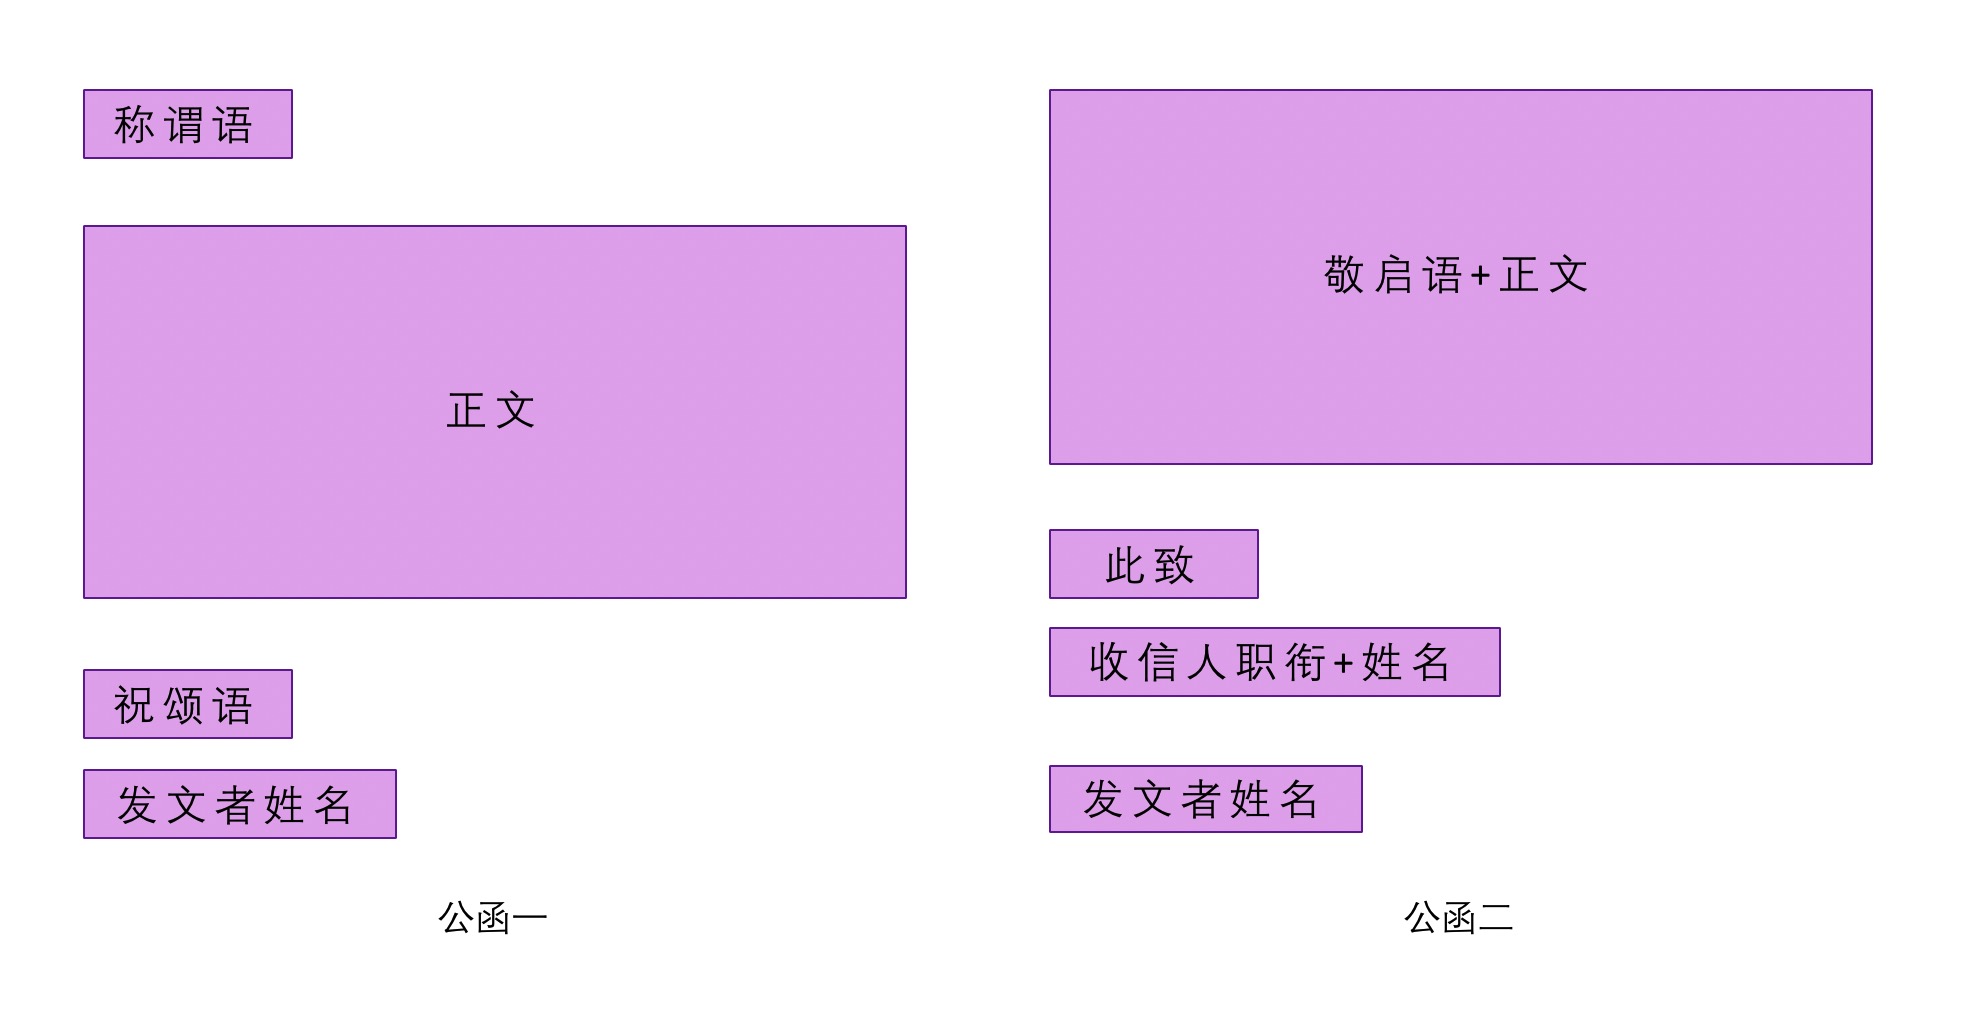 称谓语
正文
祝颂语
发文者姓名
公函一
敬启语+正文
此致
收信人职衔+姓名
发文者姓名
公函二